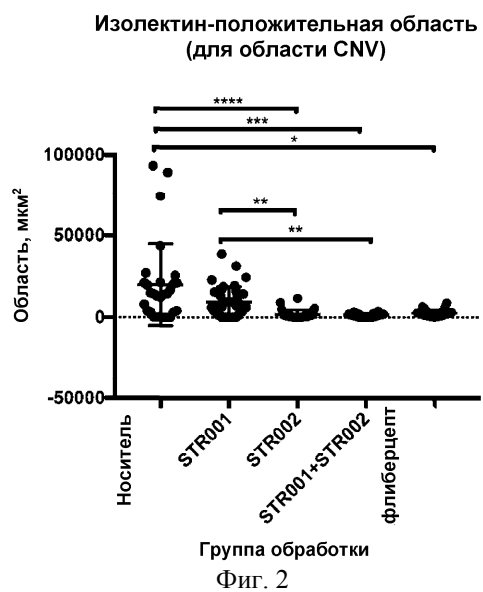 Изолектин-положительная область
(для области CNV)
****
***
*
**
**
100000
50000
0
-50000
Область, мкм²
Носитель
STR001
STR002
STR001+STR002
флиберцепт
Группа обработки
Фиг. 2